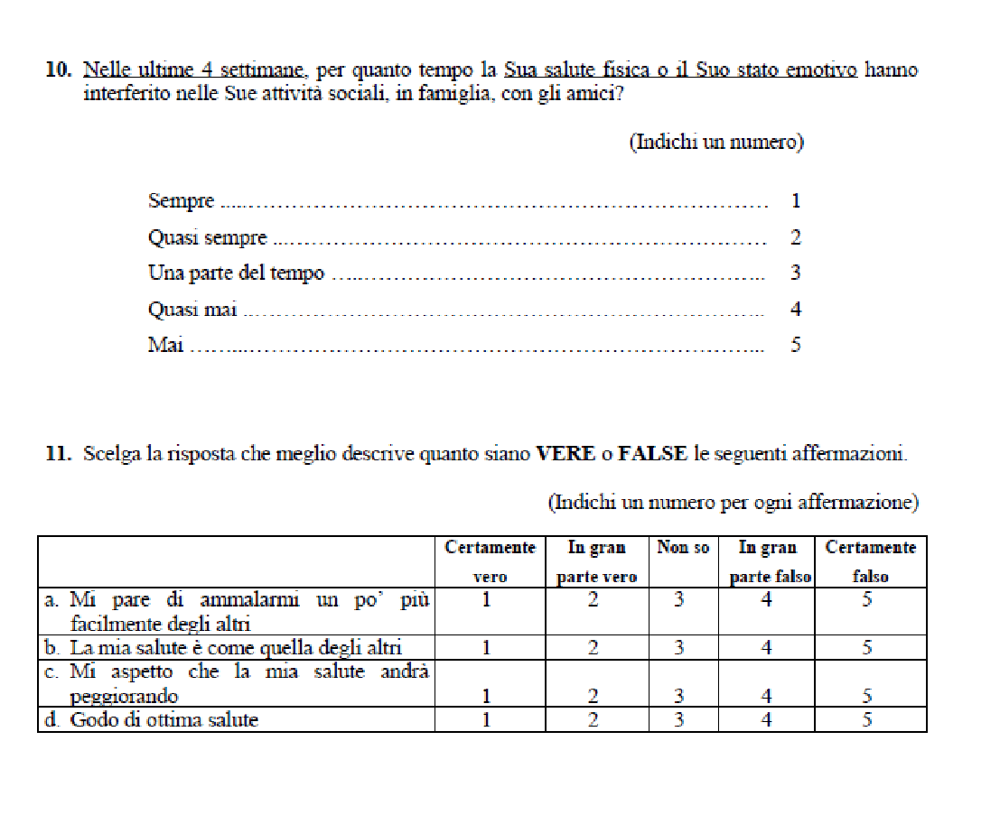 10. Nelle ultime 4 settimane, per quanto tempo la Sua salute fisica o il Suo stato emotivo hanno
interferito nelle Sue attività sociali, in famiglia, con gli amici?
(Indichi un numero)
Sempre ........................................................................ 1
Quasi sempre ................................................................. 2
Una parte del tempo ........................................................ 3
Quasi mai ..................................................................... 4
Mai ............................................................................ 5
11. Scelga la risposta che meglio descrive quanto siano VERE o FALSE le seguenti affermazioni.
(Indichi un numero per ogni affermazione)
Certamente In gran Non so In gran Certamente
vero parte vero parte falso falso
a. Mi pare di ammalarmi un po’ più 1 2 3 4 5
facilmente degli altri
b. La mia salute è come quella degli altri 1 2 3 4 5
c. Mi aspetto che la mia salute andrà
peggiorando 1 2 3 4 5
d. Godo di ottima salute 1 2 3 4 5